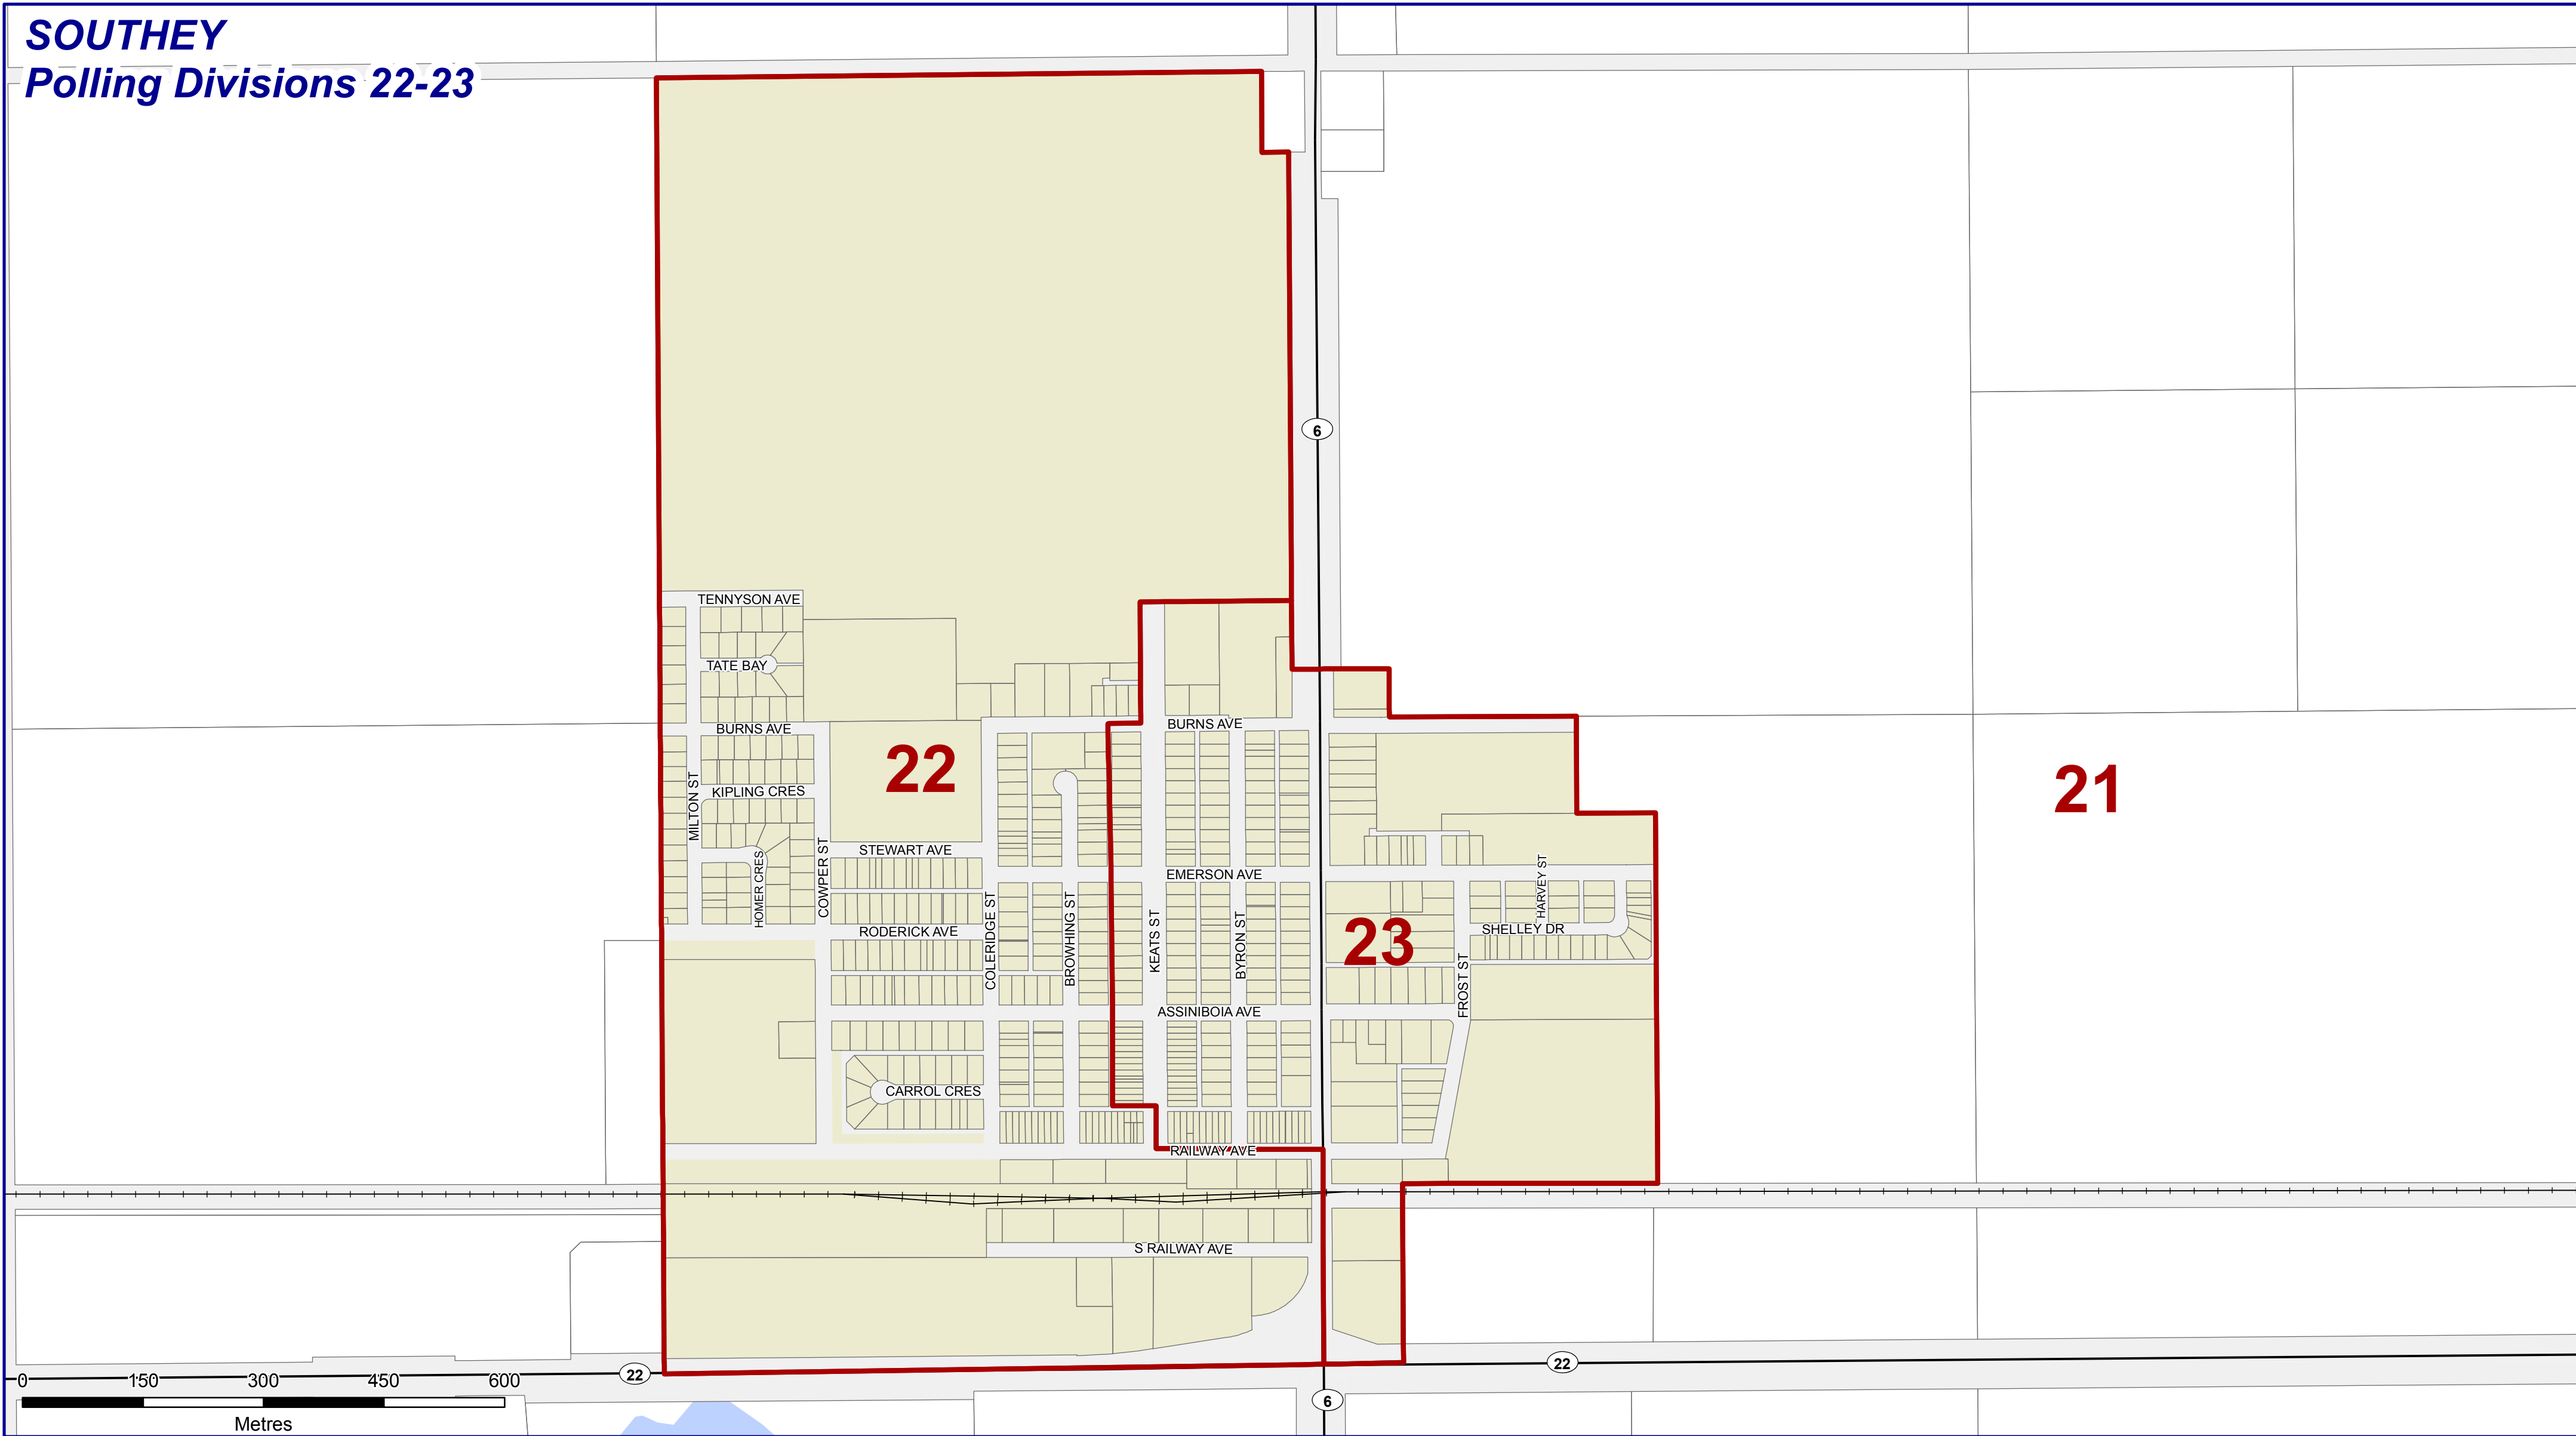 SOUTHEY
Polling Divisions 22-23
6
TENNYSON AVE
TATE BAY
BURNS AVE
BURNS AVE
22
21
KIPLING CRES
MILTON ST
STEWART AVE
COWPER ST
HOMER CRES
EMERSON AVE
HARVEY ST
RODERICK AVE
COLERIDGE ST
BROWHING ST
KEATS ST
BYRON ST
23
SHELLEY DR
FROST ST
ASSINIBOIA AVE
CARROL CRES
RAILWAY AVE
S RAILWAY AVE
22
22
6
0 150 300 450 600
Metres